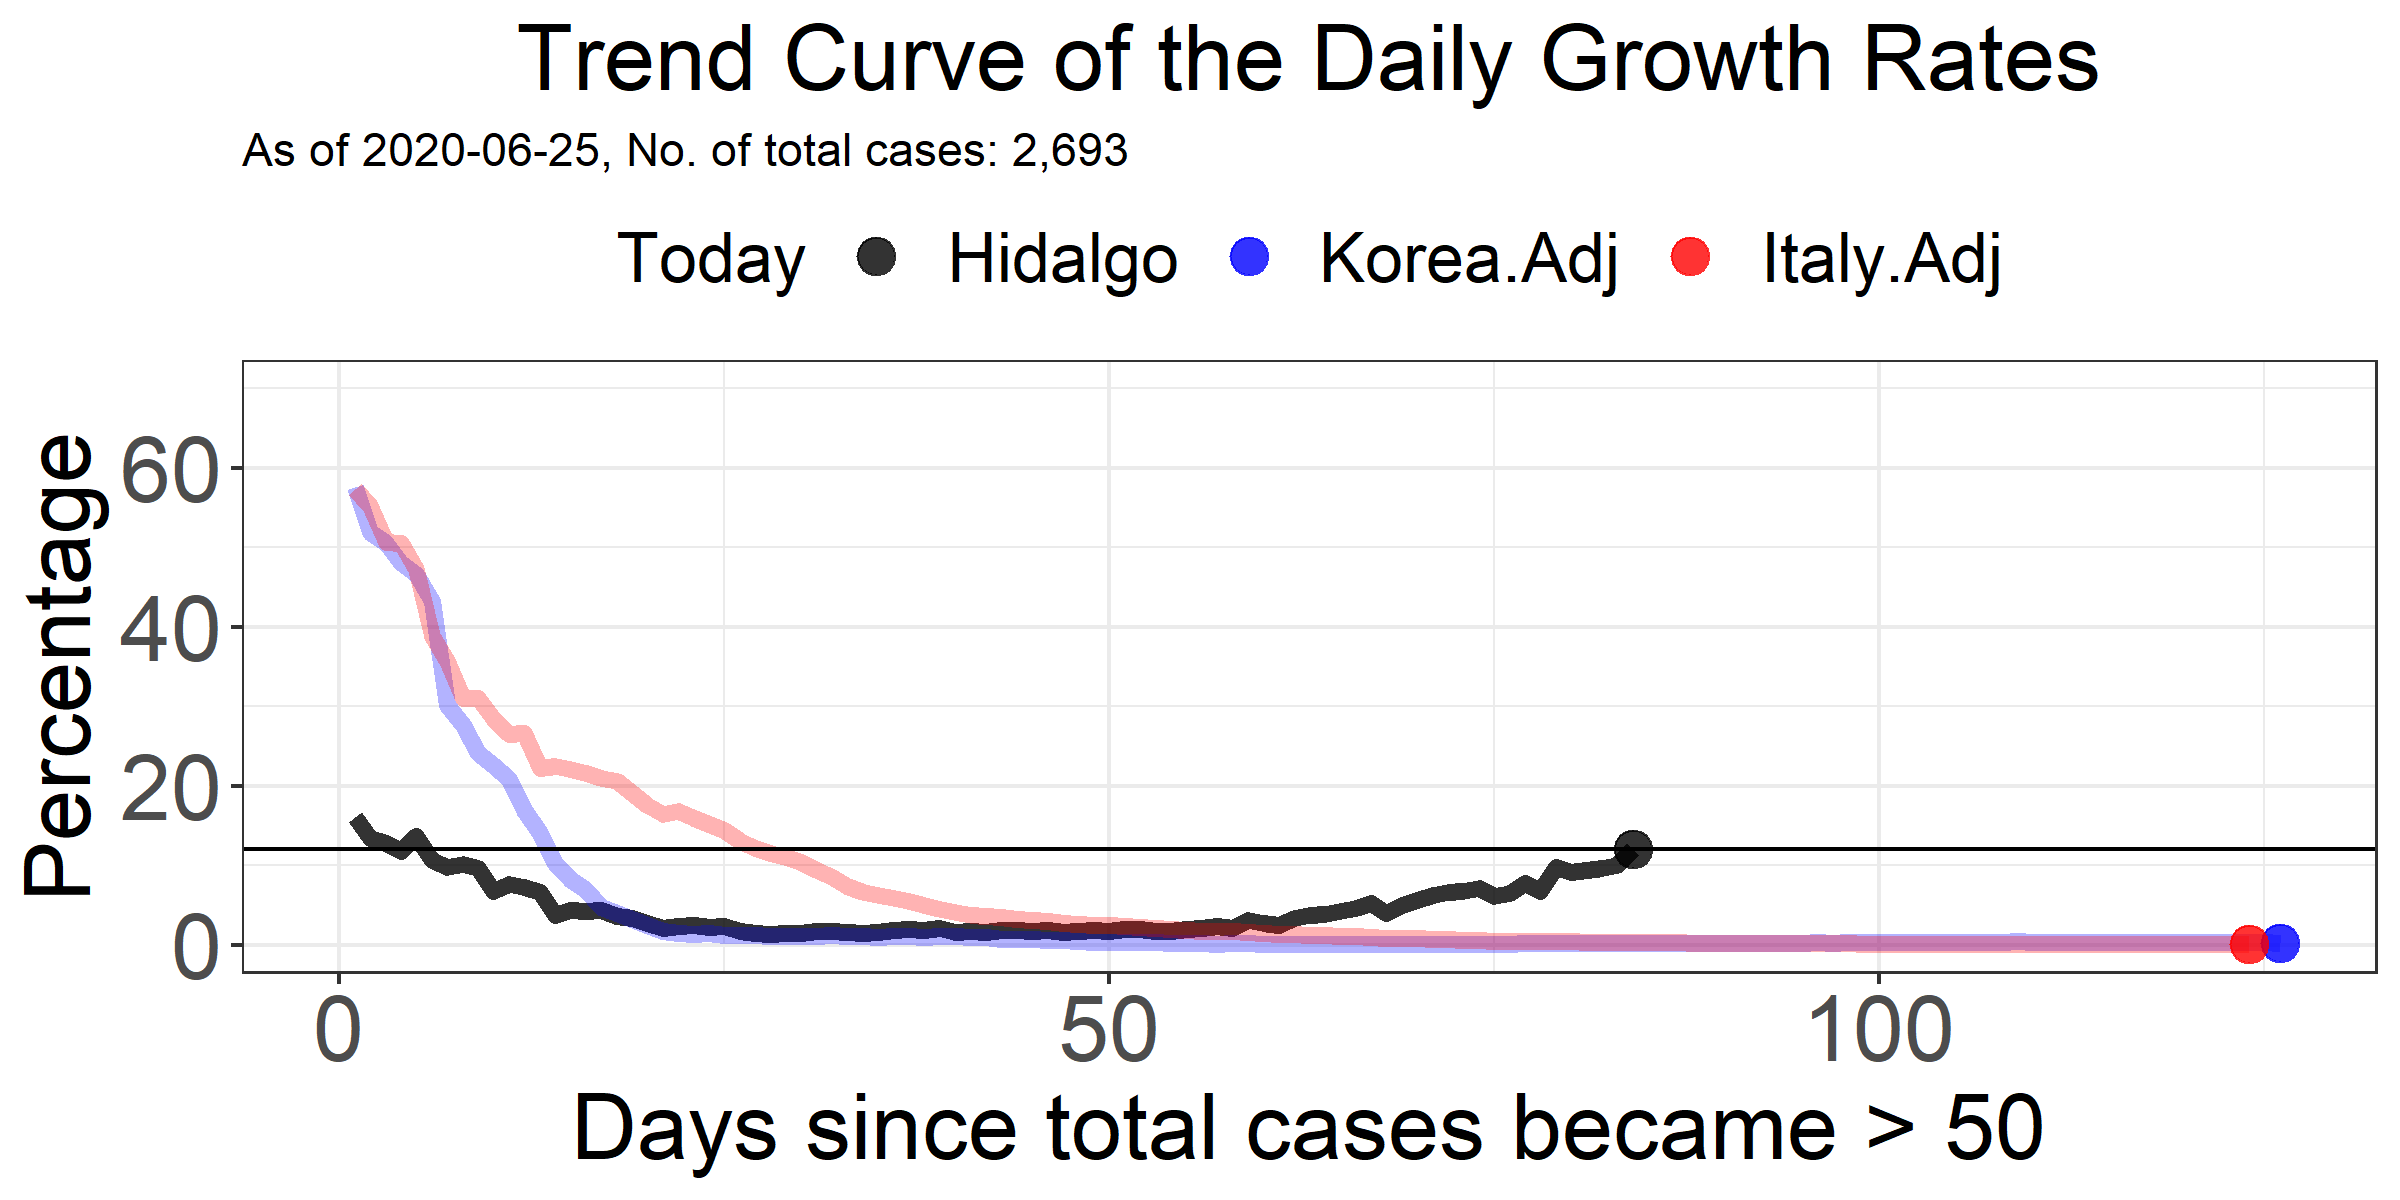 Trend Curve of the Daily Growth Rates
As of 2020-06-25, No. of total cases: 2,693
Today Hidalgo Korea.Adj Italy.Adj
Percentage
60
40
20
0
0 50 100
Days since total cases became > 50